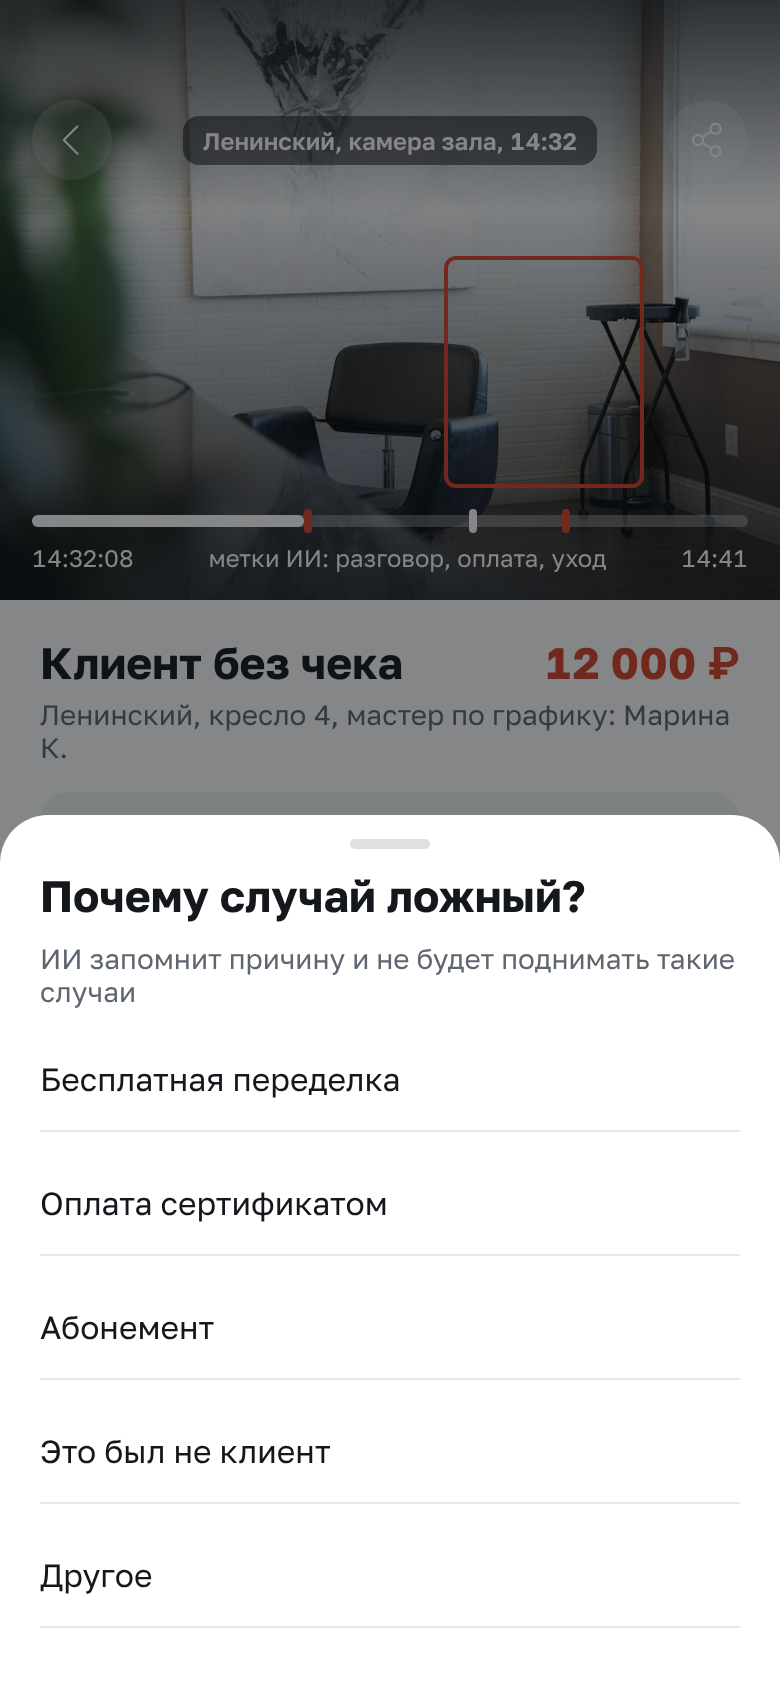 Ленинский, камера зала, 14:32
14:32:08 метки ИИ: разговор, оплата, уход 14:41
Клиент без чека 12 000 ₽
Ленинский, кресло 4, мастер по графику: Марина
К.
Почему случай ложный?
ИИ запомнит причину и не будет поднимать такие
случаи
Бесплатная переделка
Оплата сертификатом
Абонемент
Это был не клиент
Другое